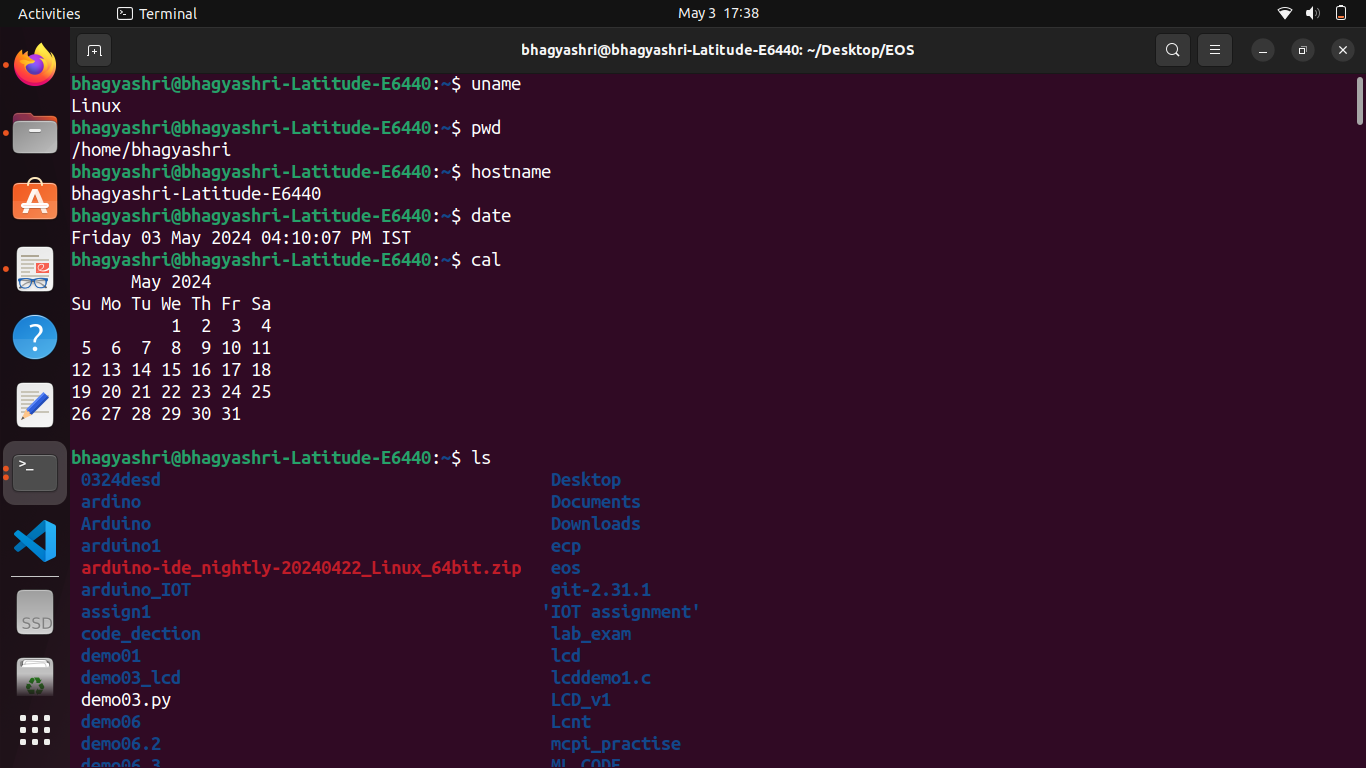 Activities Terminal May 3 17:38
bhagyashri@bhagyashri-Latitude-E6440: ~/Desktop/EOS
bhagyashri@bhagyashri-Latitude-E6440:~$ uname
Linux
bhagyashri@bhagyashri-Latitude-E6440:~$ pwd
/home/bhagyashri
bhagyashri@bhagyashri-Latitude-E6440:~$ hostname
bhagyashri-Latitude-E6440
bhagyashri@bhagyashri-Latitude-E6440:~$ date
Friday 03 May 2024 04:10:07 PM IST
bhagyashri@bhagyashri-Latitude-E6440:~$ cal
      May 2024
Su Mo Tu We Th Fr Sa
          1  2  3  4
 5  6  7  8  9 10 11
12 13 14 15 16 17 18
19 20 21 22 23 24 25
26 27 28 29 30 31
bhagyashri@bhagyashri-Latitude-E6440:~$ ls
0324desd Desktop
ardino Documents
Arduino Downloads
arduino1 ecp
arduino-ide_nightly-20240422_Linux_64bit.zip eos
arduino_IOT git-2.31.1
assign1 'IOT assignment'
code_dection lab_exam
demo01 lcd
demo03_lcd lcddemo1.c
demo03.py LCD_v1
demo06 Lcnt
demo06.2 mcpi_practise
demo06.3 ML_CODE
SSD